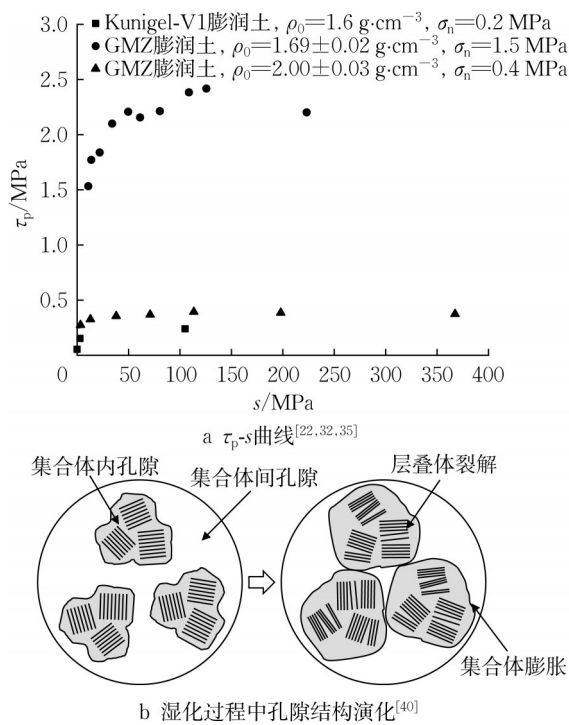 3.0
■Kunigel-V1膨润土, ρ₀=1.6 g·cm⁻³, σₙ=0.2 MPa
●GMZ膨润土, ρ₀=1.69±0.02 g·cm⁻³, σₙ=1.5 MPa
▲GMZ膨润土, ρ₀=2.00±0.03 g·cm⁻³, σₙ=0.4 MPa
2.5
2.0
1.5
1.0
0.5
τₚ/MPa
0 50 100 150 200 250 300 350 400
s/MPa
a τₚ-s曲线[22,32,35]
集合体内孔隙
集合体间孔隙
层叠体裂解
集合体膨胀
b 湿化过程中孔隙结构演化[40]